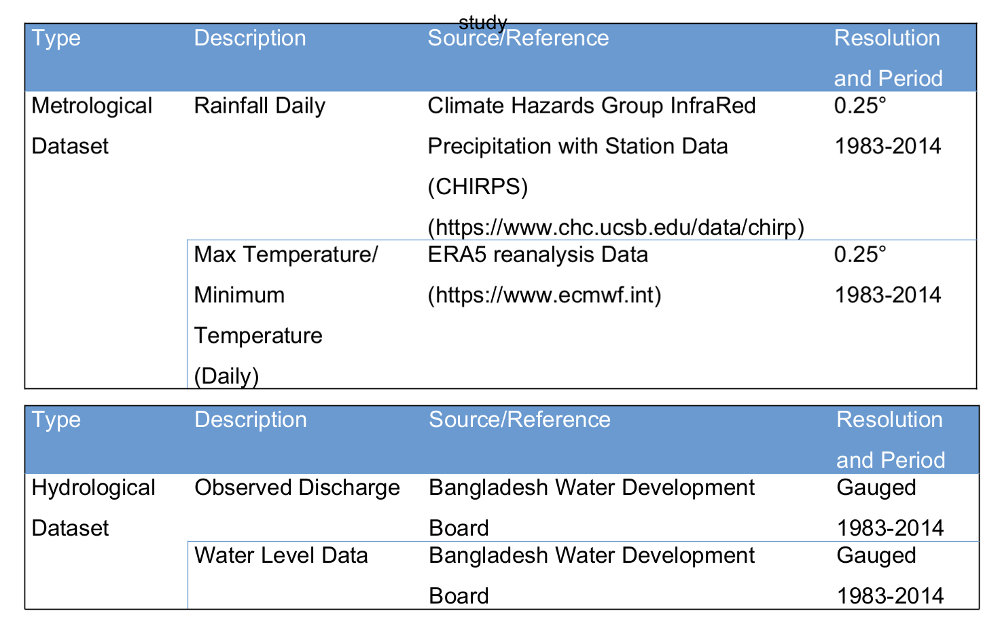 study
Type Description Source/Reference Resolution
and Period
Metrological Rainfall Daily Climate Hazards Group InfraRed 0.25°
Dataset Precipitation with Station Data 1983-2014
(CHIRPS)
(https://www.chc.ucsb.edu/data/chirp)
Max Temperature/ ERA5 reanalysis Data 0.25°
Minimum (https://www.ecmwf.int) 1983-2014
Temperature
(Daily)
Type Description Source/Reference Resolution
and Period
Hydrological Observed Discharge Bangladesh Water Development Gauged
Dataset Board 1983-2014
Water Level Data Bangladesh Water Development Gauged
Board 1983-2014